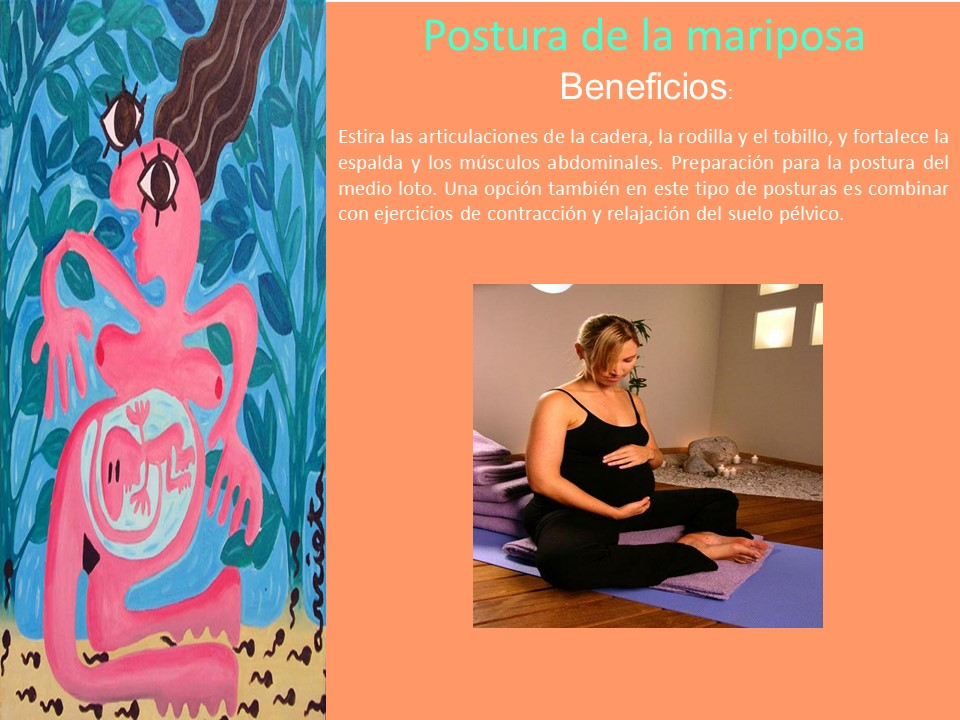 Postura de la mariposa
Beneficios:
Estira las articulaciones de la cadera, la rodilla y el tobillo, y fortalece la
espalda y los músculos abdominales. Preparación para la postura del
medio loto. Una opción también en este tipo de posturas es combinar
con ejercicios de contracción y relajación del suelo pélvico.
arrieta